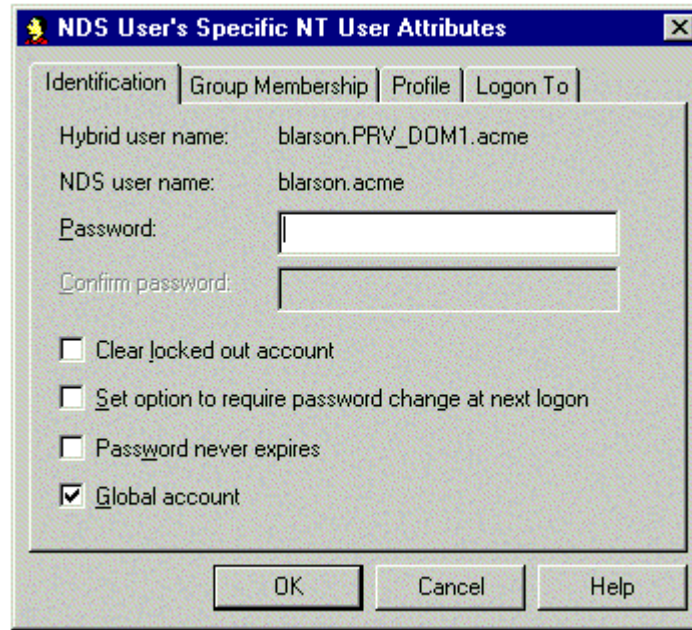 NDS User's Specific NT User Attributes
Identification Group Membership Profile Logon To
Hybrid user name: blarson.PRV_DOM1.acme
NDS user name: blarson.acme
Password:
Confirm password:
Clear locked out account
Set option to require password change at next logon
Password never expires
Global account
OK Cancel Help